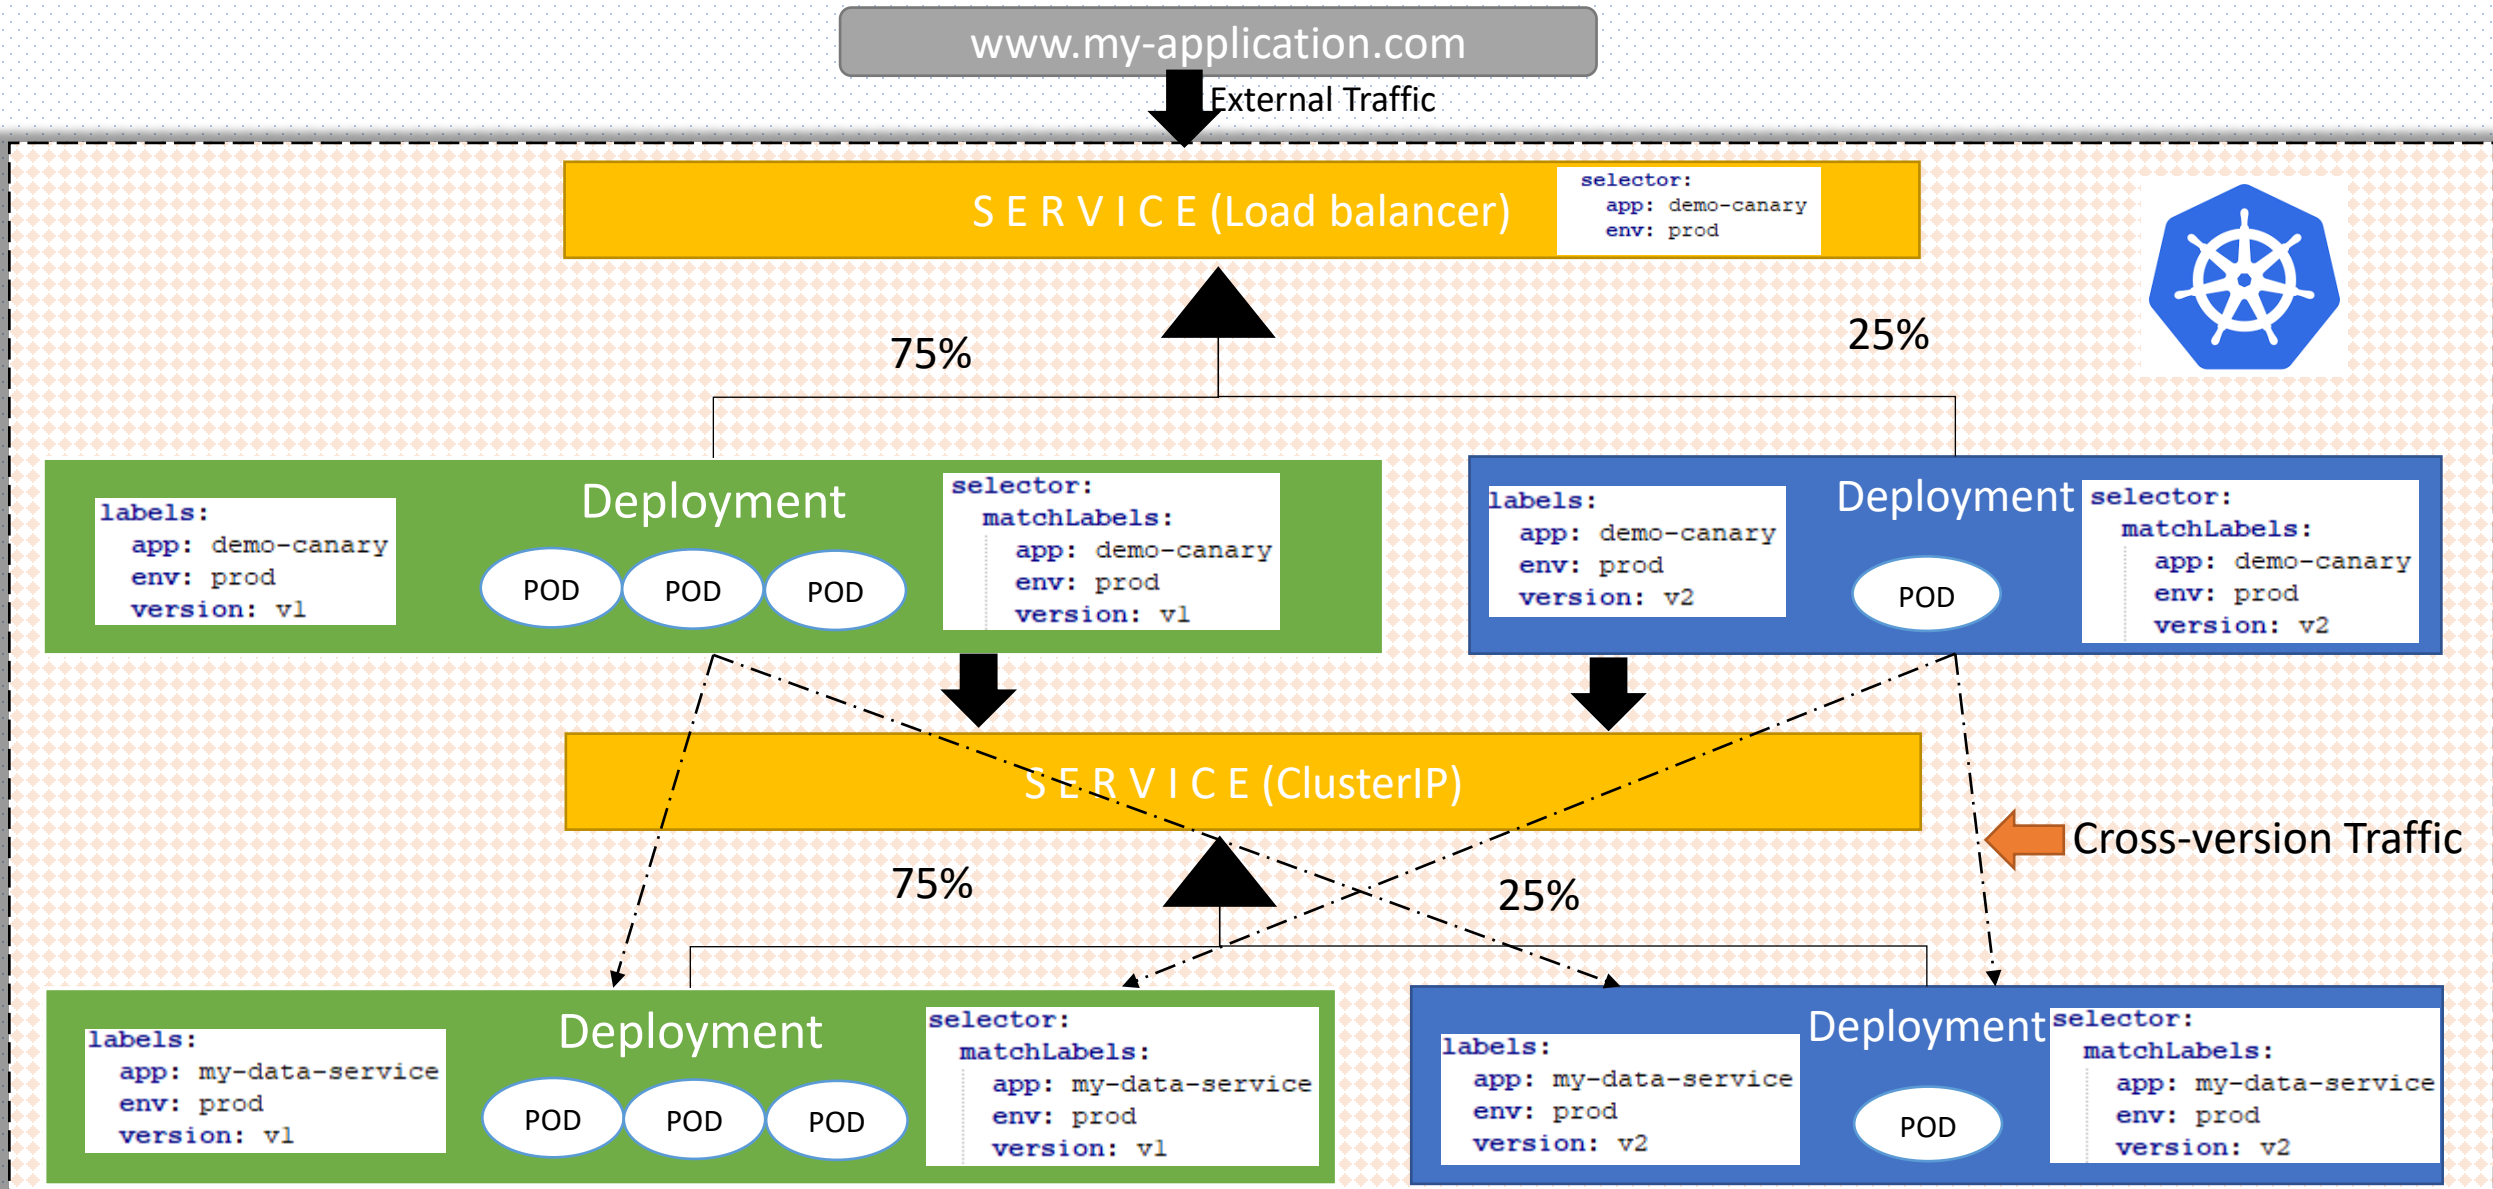 www.my-application.com
External Traffic
S E R V I C E (Load balancer)
selector:
app: demo-canary
env: prod
75%
25%
labels:
app: demo-canary
env: prod
version: v1
Deployment
POD
POD
POD
selector:
matchLabels:
app: demo-canary
env: prod
version: v1
labels:
app: demo-canary
env: prod
version: v2
Deployment
POD
selector:
matchLabels:
app: demo-canary
env: prod
version: v2
S E R V I C E (ClusterIP)
Cross-version Traffic
75%
25%
labels:
app: my-data-service
env: prod
version: v1
Deployment
POD
POD
POD
selector:
matchLabels:
app: my-data-service
env: prod
version: v1
labels:
app: my-data-service
env: prod
version: v2
Deployment
POD
selector:
matchLabels:
app: my-data-service
env: prod
version: v2